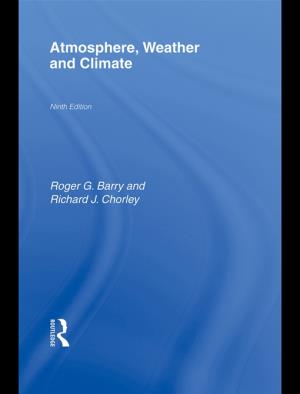 Atmosphere, Weather
and Climate
Ninth Edition
Roger G. Barry and
Richard J. Chorley
ROUTLEDGE